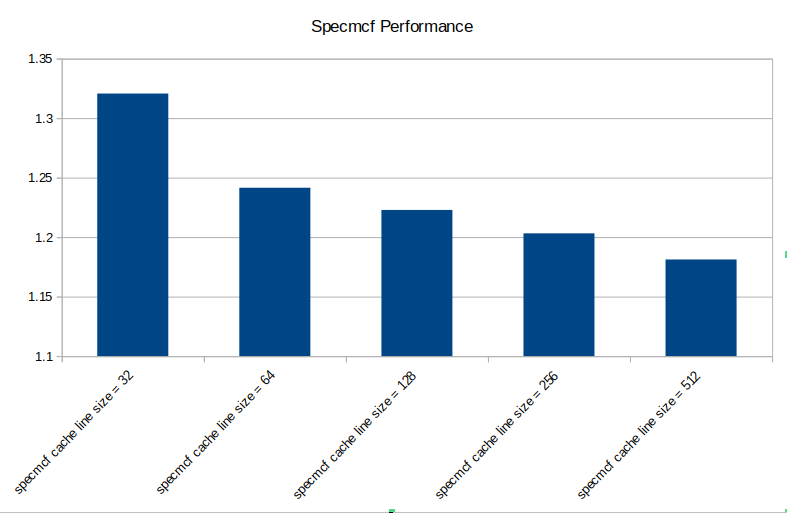 Specmcf Performance
1.35
1.3
1.25
1.2
1.15
1.1
specmcf cache line size = 32
specmcf cache line size = 64
specmcf cache line size = 128
specmcf cache line size = 256
specmcf cache line size = 512